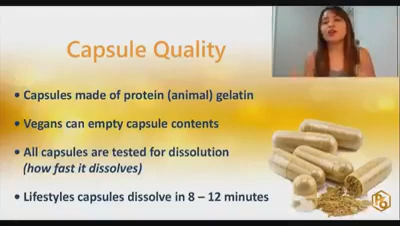 Capsule Quality
• Capsules made of protein (animal) gelatin
• Vegans can empty capsule contents
• All capsules are tested for dissolution
(how fast it dissolves)
• Lifestyles capsules dissolve in 8 – 12 minutes